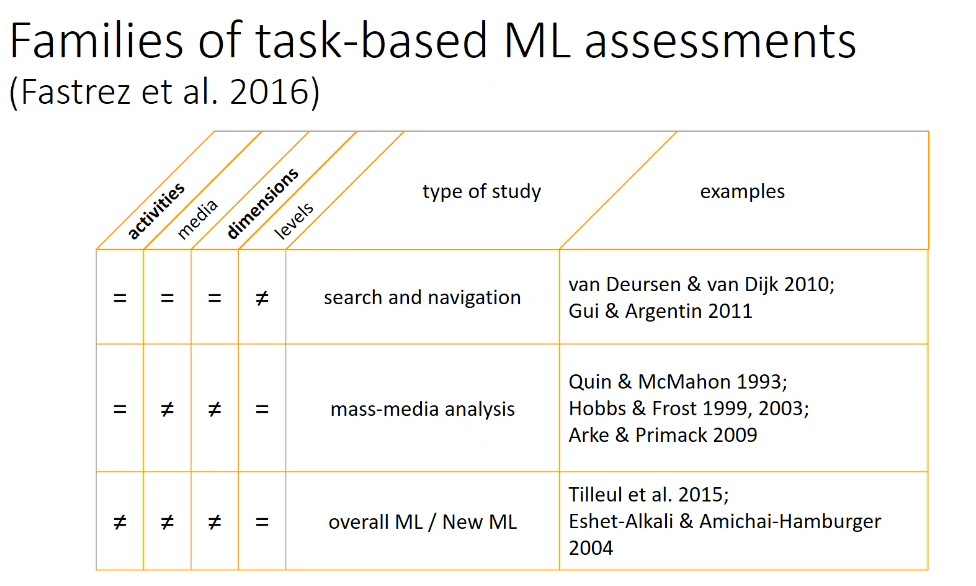 Families of task-based ML assessments
(Fastrez et al. 2016)
activities
media
dimensions
levels
type of study
examples
= = = ≠ search and navigation
van Deursen & van Dijk 2010;
Gui & Argentin 2011
= ≠ ≠ = mass-media analysis
Quin & McMahon 1993;
Hobbs & Frost 1999, 2003;
Arke & Primack 2009
≠ ≠ ≠ = overall ML / New ML
Tilleul et al. 2015;
Eshet-Alkali & Amichai-Hamburger
2004